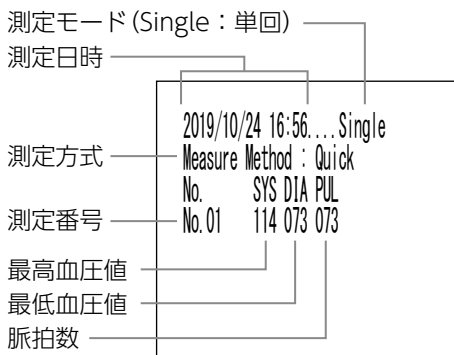 測定モード(Single:単回)
測定日時
2019/10/24 16:56....Single
測定方式
Measure Method : Quick
No. SYS DIA PUL
測定番号
No.01 114 073 073
最高血圧値
最低血圧値
脈拍数